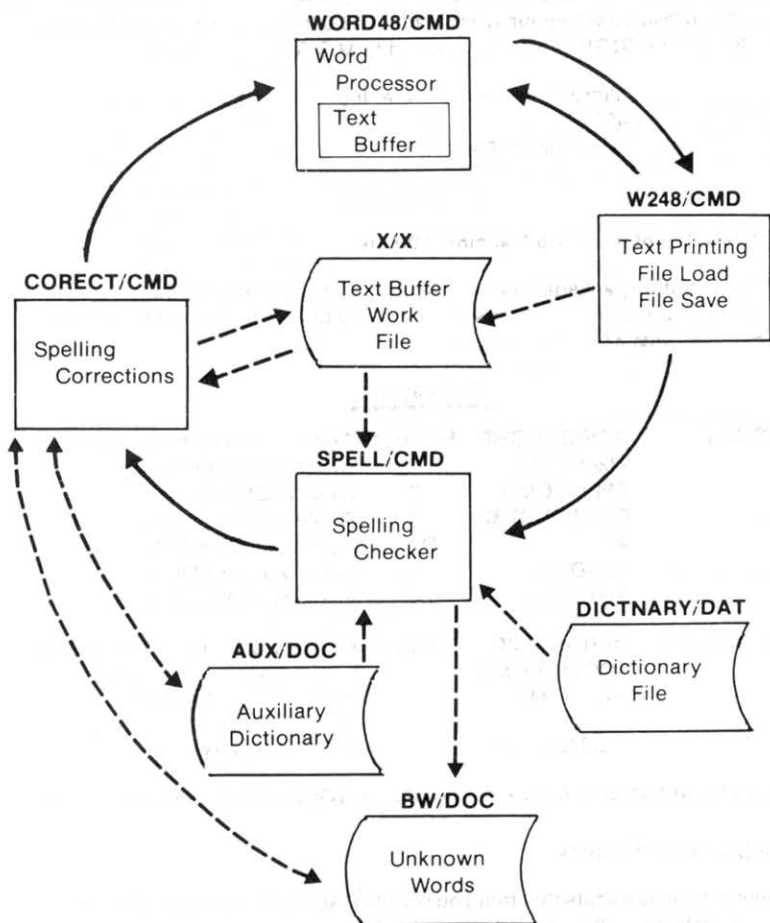 WORD48/CMD
Word
Processor
Text
Buffer
W248/CMD
Text Printing
File Load
File Save
X/X
Text Buffer
Work
File
CORECT/CMD
Spelling
Corrections
SPELL/CMD
Spelling
Checker
DICTNARY/DAT
Dictionary
File
AUX/DOC
Auxiliary
Dictionary
BW/DOC
Unknown
Words